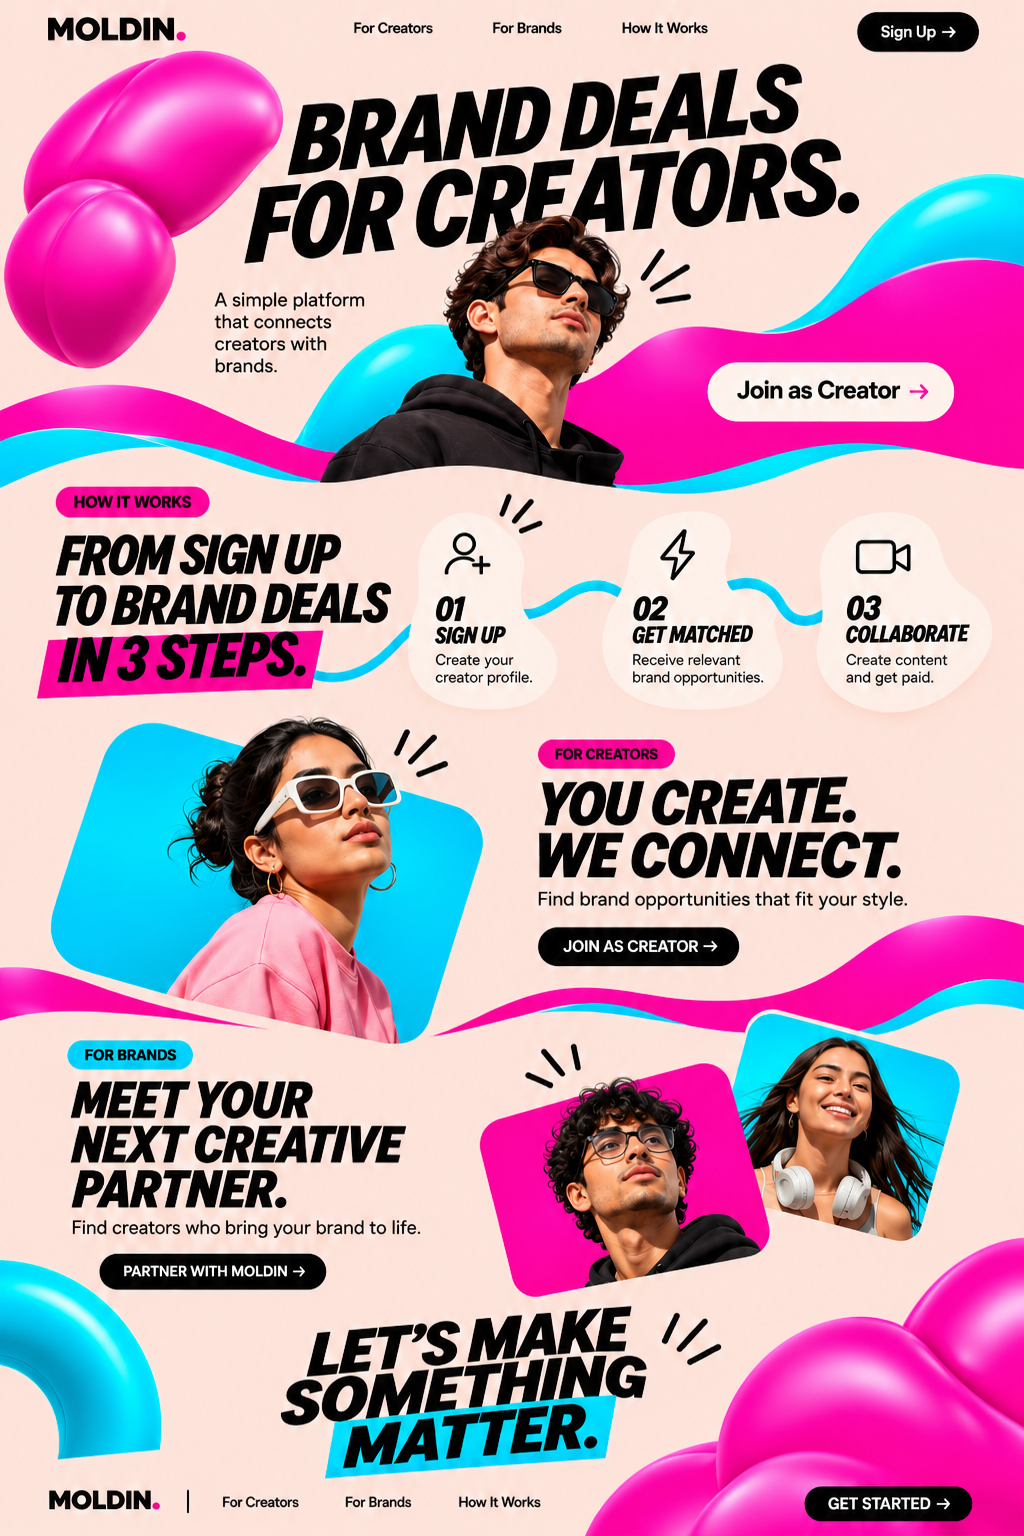 MOLDIN.
For Creators
For Brands
How It Works
Sign Up →
BRAND DEALS
FOR CREATORS.
A simple platform
that connects
creators with
brands.
Join as Creator →
HOW IT WORKS
FROM SIGN UP
TO BRAND DEALS
IN 3 STEPS.
01
SIGN UP
Create your
creator profile.
02
GET MATCHED
Receive relevant
brand opportunities.
03
COLLABORATE
Create content
and get paid.
FOR CREATORS
YOU CREATE.
WE CONNECT.
Find brand opportunities that fit your style.
JOIN AS CREATOR →
FOR BRANDS
MEET YOUR
NEXT CREATIVE
PARTNER.
Find creators who bring your brand to life.
PARTNER WITH MOLDIN →
LET'S MAKE
SOMETHING
MATTER.
MOLDIN.
For Creators
For Brands
How It Works
GET STARTED →